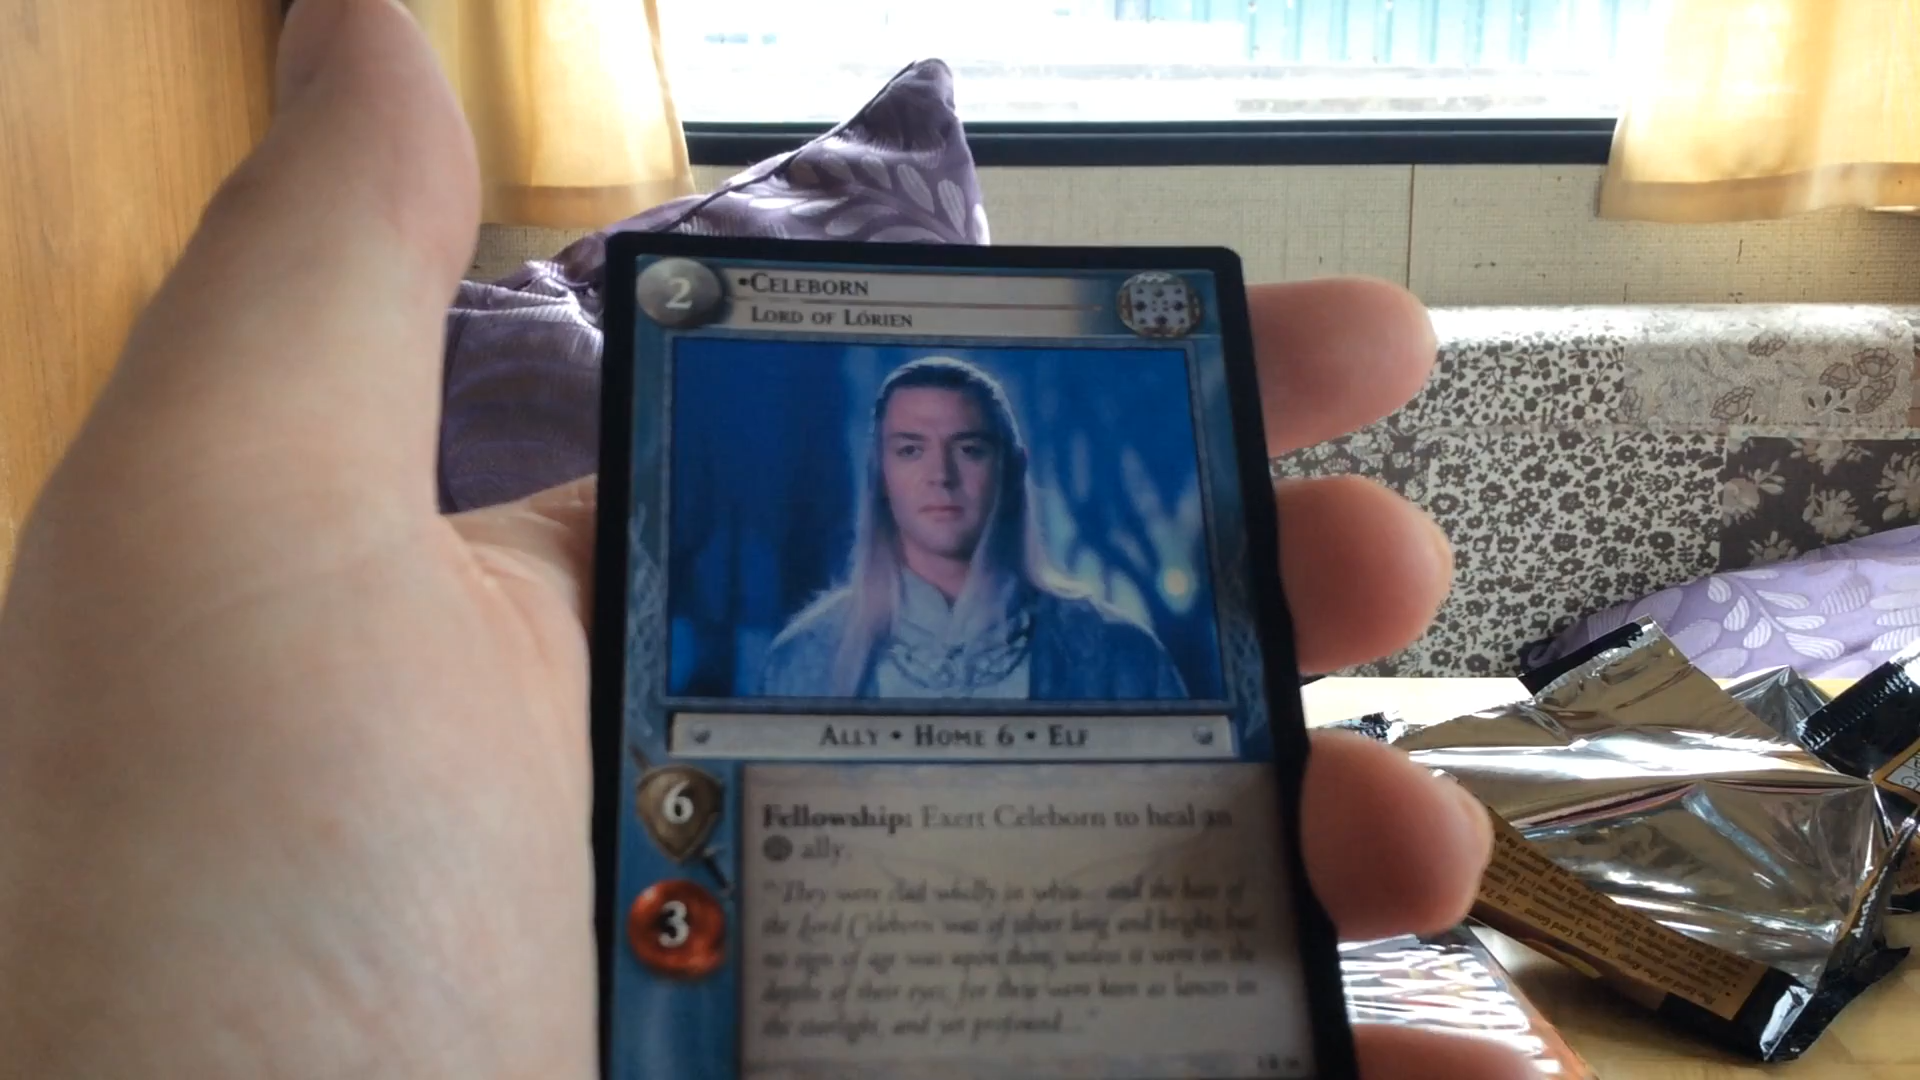 2
•CELEBORN
LORD OF LÓRIEN
ALLY • HOME 6 • ELF
6
Fellowship: Exert Celeborn to heal an
ally.
3
"They were clad wholly in white... and the hair of
the Lord Celeborn was of silver long and bright; but
no sign of age was upon them, unless it were in the
depths of their eyes; for these were keen as lances in
the starlight, and yet profound..."